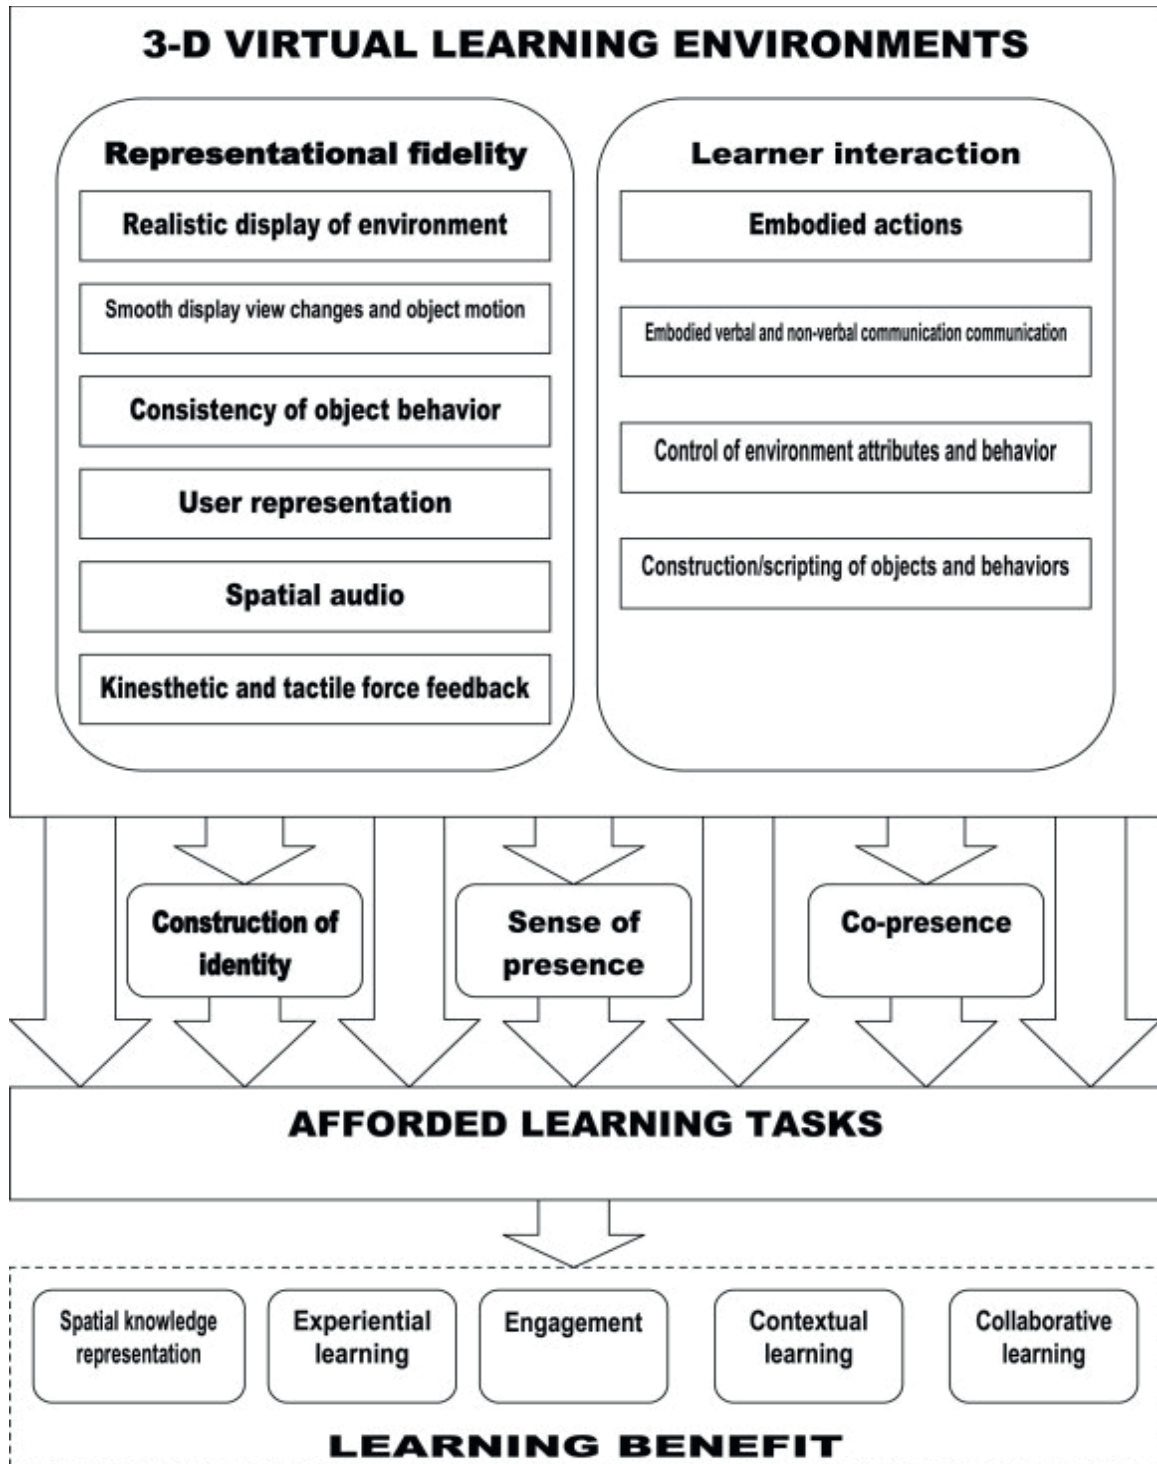 3-D VIRTUAL LEARNING ENVIRONMENTS
Representational fidelity
Realistic display of environment
Smooth display view changes and object motion
Consistency of object behavior
User representation
Spatial audio
Kinesthetic and tactile force feedback
Learner interaction
Embodied actions
Embodied verbal and non-verbal communication communication
Control of environment attributes and behavior
Construction/scripting of objects and behaviors
Construction of
identity
Sense of
presence
Co-presence
AFFORDED LEARNING TASKS
Spatial knowledge
representation
Experiential
learning
Engagement
Contextual
learning
Collaborative
learning
LEARNING BENEFIT